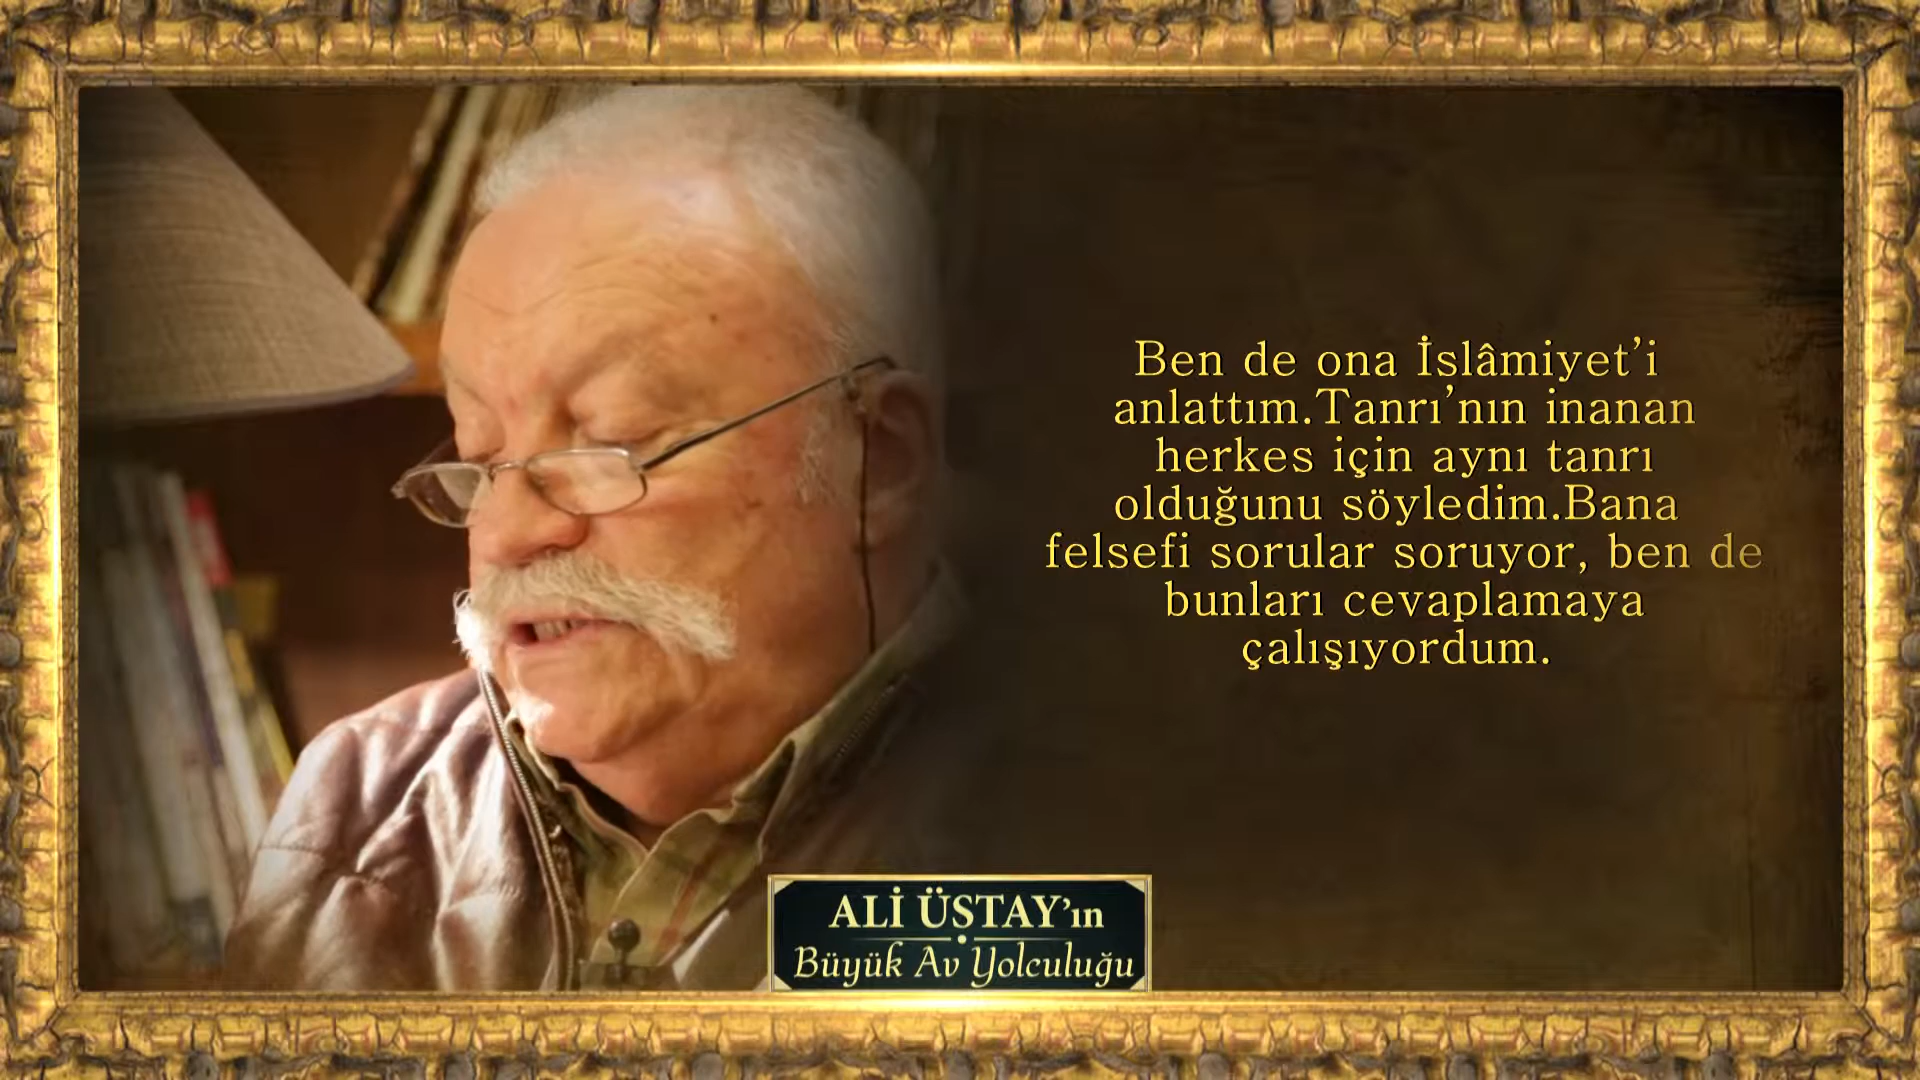 Ben de ona İslâmiyet’i
anlattım.Tanrı’nın inanan
herkes için aynı tanrı
olduğunu söyledim.Bana
felsefi sorular soruyor, ben de
bunları cevaplamaya
çalışıyordum.
ALİ ÜSTAY’ın
Büyük Av Yolculuğu